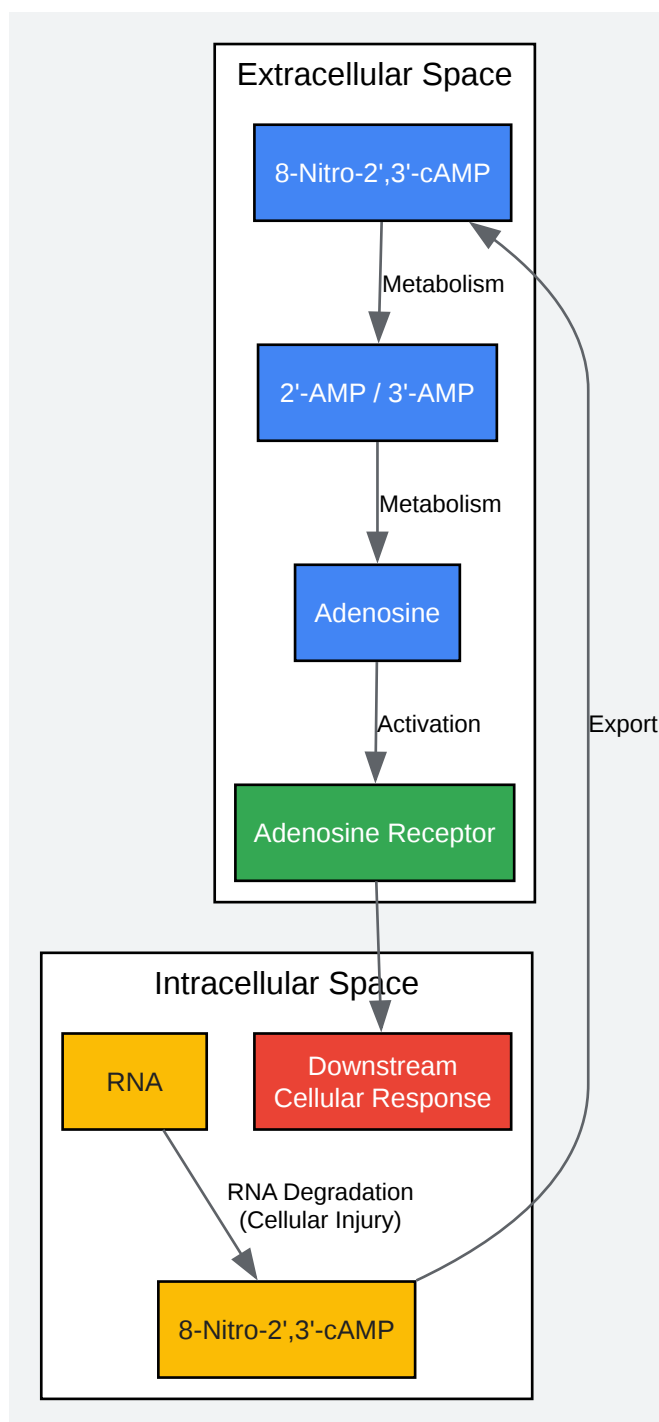 Extracellular Space
8-Nitro-2',3'-cAMP
Metabolism
2'-AMP / 3'-AMP
Metabolism
Adenosine
Activation
Export
Adenosine Receptor
Intracellular Space
RNA
Downstream
Cellular Response
RNA Degradation
(Cellular Injury)
8-Nitro-2',3'-cAMP